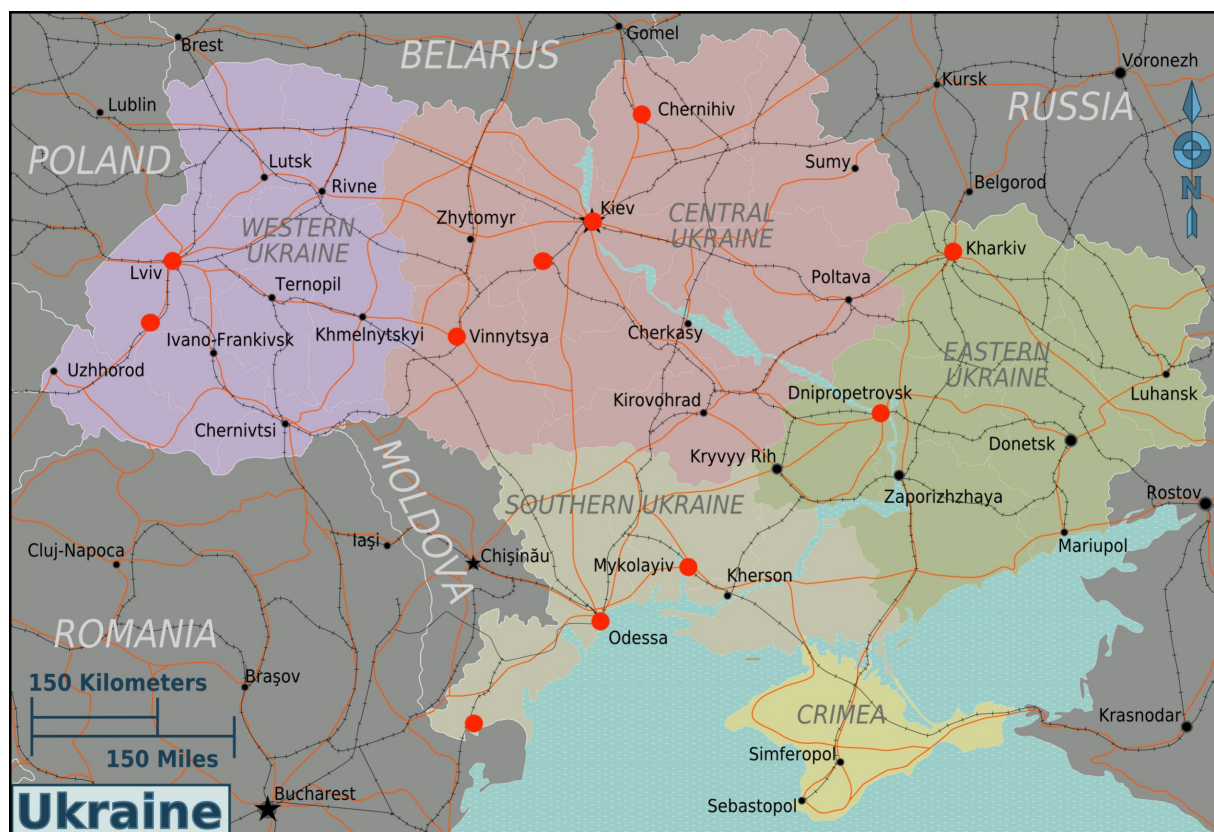 Gomel
Brest
BELARUS
Voronezh
Kursk
RUSSIA
Lublin
Chernihiv
POLAND
Lutsk
Sumy
Rivne
Belgorod
N
Kiev
Zhytomyr
CENTRAL
UKRAINE
WESTERN
UKRAINE
Kharkiv
Lviv
Ternopil
Poltava
Ivano-Frankivsk
Khmelnytskyi
Vinnytsya
Cherkasy
EASTERN
UKRAINE
Uzhhorod
Dnipropetrovsk
Luhansk
Kirovohrad
Chernivtsi
Donetsk
Kryvyy Rih
MOLDOVA
SOUTHERN UKRAINE
Zaporizhzhaya
Rostov
Iaşi
Cluj-Napoca
Chişinău
Mariupol
Mykolayiv
Kherson
ROMANIA
Odessa
150 Kilometers
Braşov
CRIMEA
Krasnodar
150 Miles
Simferopol
Bucharest
Sebastopol
Ukraine